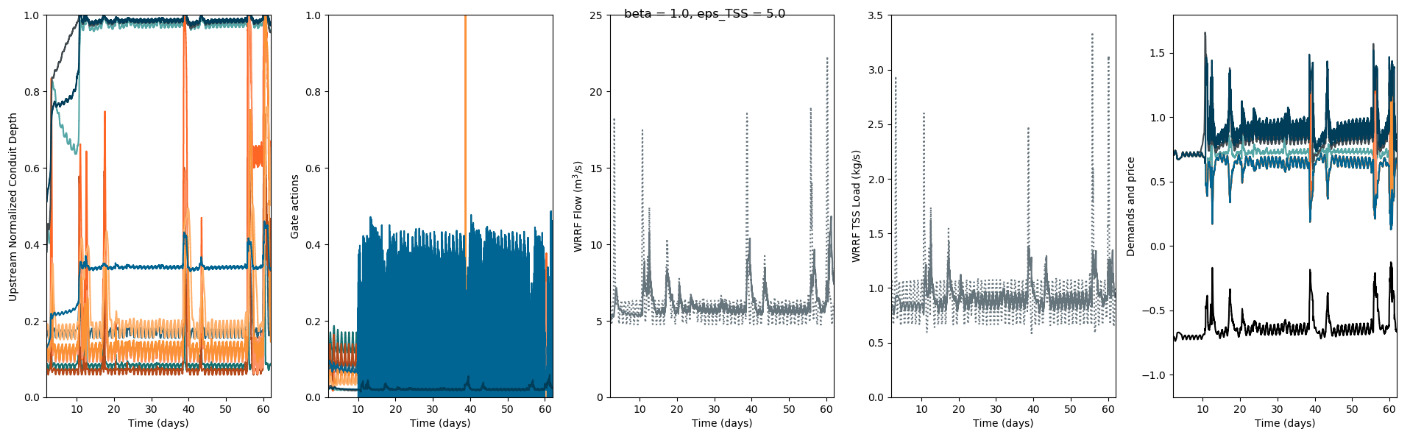 beta = 1.0, eps_TSS = 5.0
Upstream Normalized Conduit Depth
1.0
0.8
0.6
0.4
0.2
0.0
10 20 30 40 50 60
Time (days)
Gate actions
1.0
0.8
0.6
0.4
0.2
0.0
10 20 30 40 50 60
Time (days)
WRRF Flow (m³/s)
25
20
15
10
5
0
10 20 30 40 50 60
Time (days)
WRRF TSS Load (kg/s)
3.5
3.0
2.5
2.0
1.5
1.0
0.5
0.0
10 20 30 40 50 60
Time (days)
Demands and price
1.5
1.0
0.5
0.0
−0.5
−1.0
10 20 30 40 50 60
Time (days)